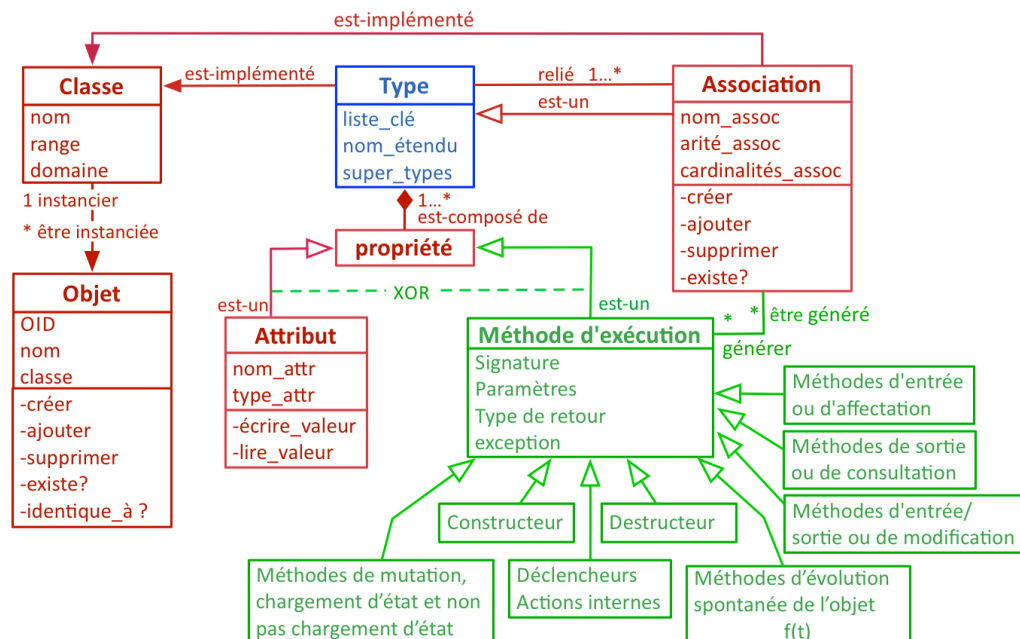 est-implémenté
Classe
nom
range
domaine
est-implémenté
Type
liste_clé
nom_étendu
super_types
relié 1...*
est-un
Association
nom_assoc
arité_assoc
cardinalités_assoc
-créer
-ajouter
-supprimer
-existe?
1 instancier
* être instanciée
1...*
est-composé de
propriété
Objet
OID
nom
classe
-créer
-ajouter
-supprimer
-existe?
-identique_à ?
XOR
est-un
est-un
Attribut
nom_attr
type_attr
-écrire_valeur
-lire_valeur
Méthode d'exécution
Signature
Paramètres
Type de retour
exception
* * être généré
générer
Méthodes d'entrée
ou d'affectation
Méthodes de sortie
ou de consultation
Méthodes d'entrée/
sortie ou de modification
Constructeur
Destructeur
Méthodes de mutation,
chargement d'état et non
pas chargement d'état
Déclencheurs
Actions internes
Méthodes d'évolution
spontanée de l'objet
f(t)